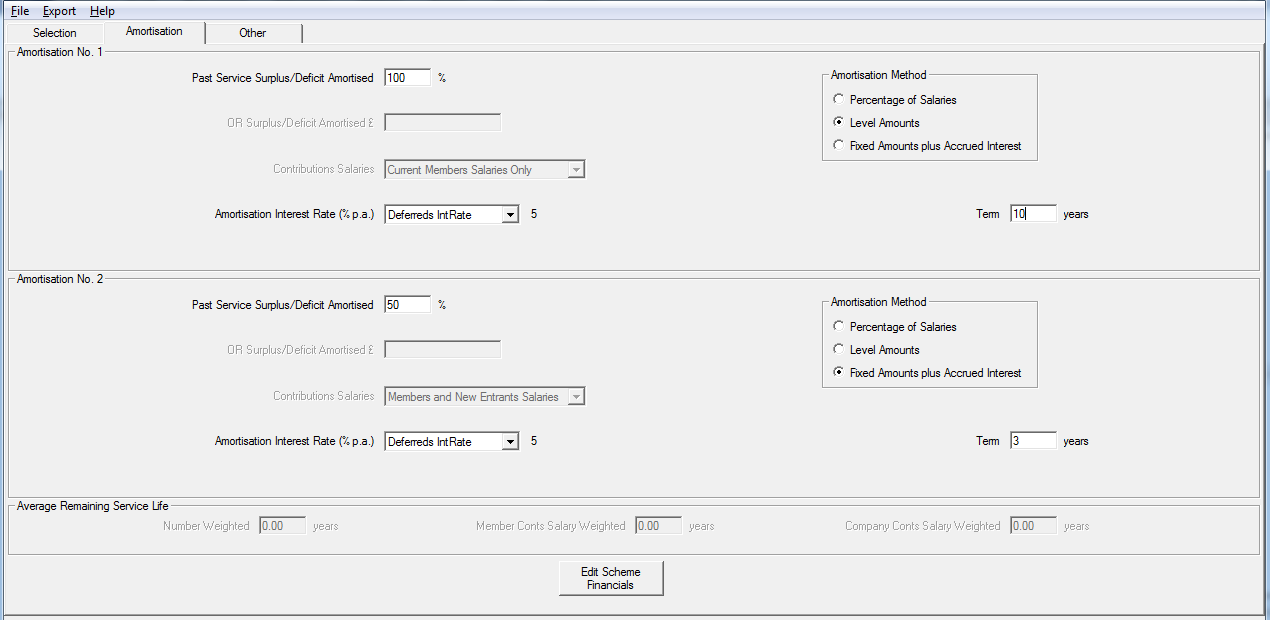 File Export Help
Selection Amortisation Other
Amortisation No. 1
Past Service Surplus/Deficit Amortised 100 %
Amortisation Method
Percentage of Salaries
OR Surplus/Deficit Amortised £
Level Amounts
Fixed Amounts plus Accrued Interest
Contributions Salaries Current Members Salaries Only
Amortisation Interest Rate (% p.a.) Deferreds IntRate 5 Term 10 years
Amortisation No. 2
Past Service Surplus/Deficit Amortised 50 %
Amortisation Method
Percentage of Salaries
OR Surplus/Deficit Amortised £
Level Amounts
Fixed Amounts plus Accrued Interest
Contributions Salaries Members and New Entrants Salaries
Amortisation Interest Rate (% p.a.) Deferreds IntRate 5 Term 3 years
Average Remaining Service Life
Number Weighted 0.00 years Member Conts Salary Weighted 0.00 years Company Conts Salary Weighted 0.00 years
Edit Scheme
Financials